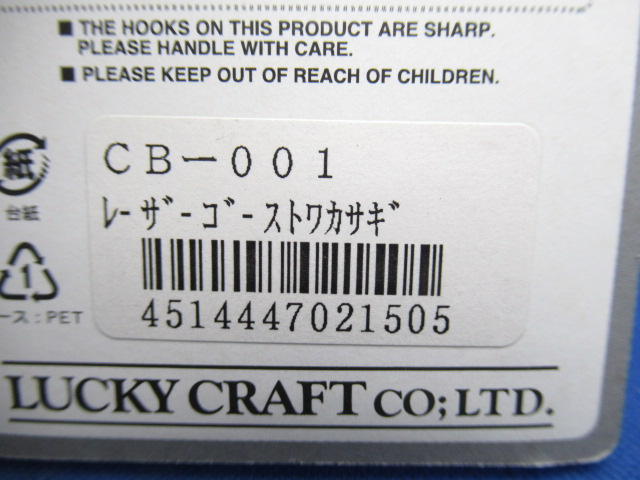 ■ THE HOOKS ON THIS PRODUCT ARE SHARP.
PLEASE HANDLE WITH CARE.
■ PLEASE KEEP OUT OF REACH OF CHILDREN.
紙
台紙
CB－001
ﾚｰｻﾞｰｺﾞｰｽﾄﾜｶｻｷﾞ
1
ース：PET
4514447021505
LUCKY CRAFT CO;LTD.